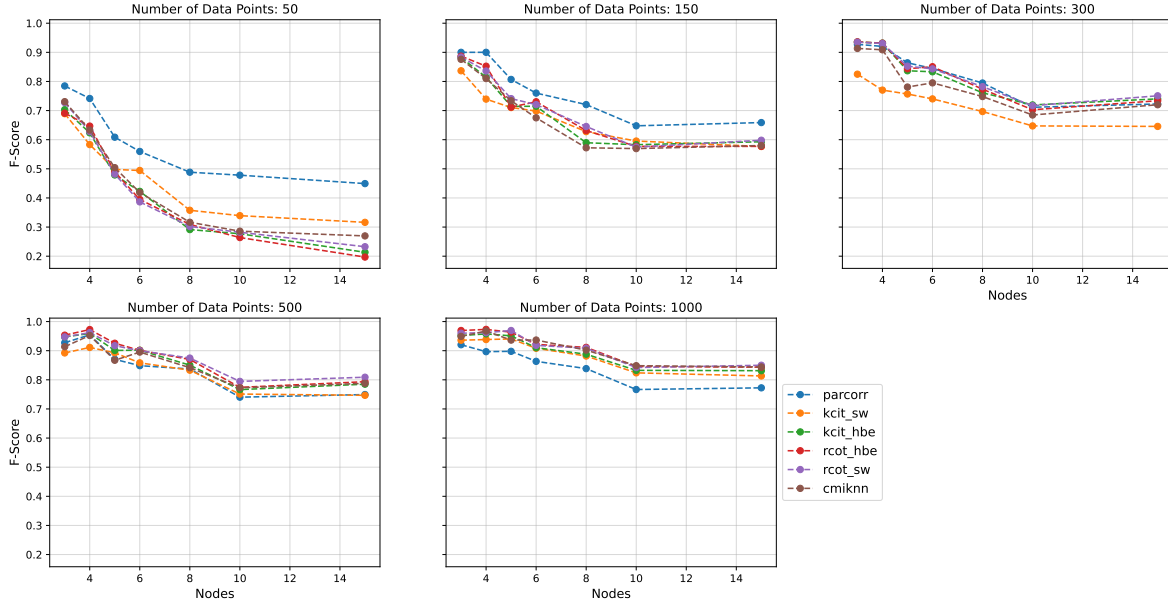 Number of Data Points: 50
Number of Data Points: 150
Number of Data Points: 300
1.0
0.9
0.8
0.7
0.6
0.5
0.4
0.3
0.2
F-Score
4 6 8 10 12 14
4 6 8 10 12 14
4 6 8 10 12 14
Nodes
Number of Data Points: 500
Number of Data Points: 1000
1.0
0.9
0.8
0.7
0.6
0.5
0.4
0.3
0.2
F-Score
4 6 8 10 12 14
Nodes
4 6 8 10 12 14
Nodes
parcorr
kcit_sw
kcit_hbe
rcot_hbe
rcot_sw
cmiknn